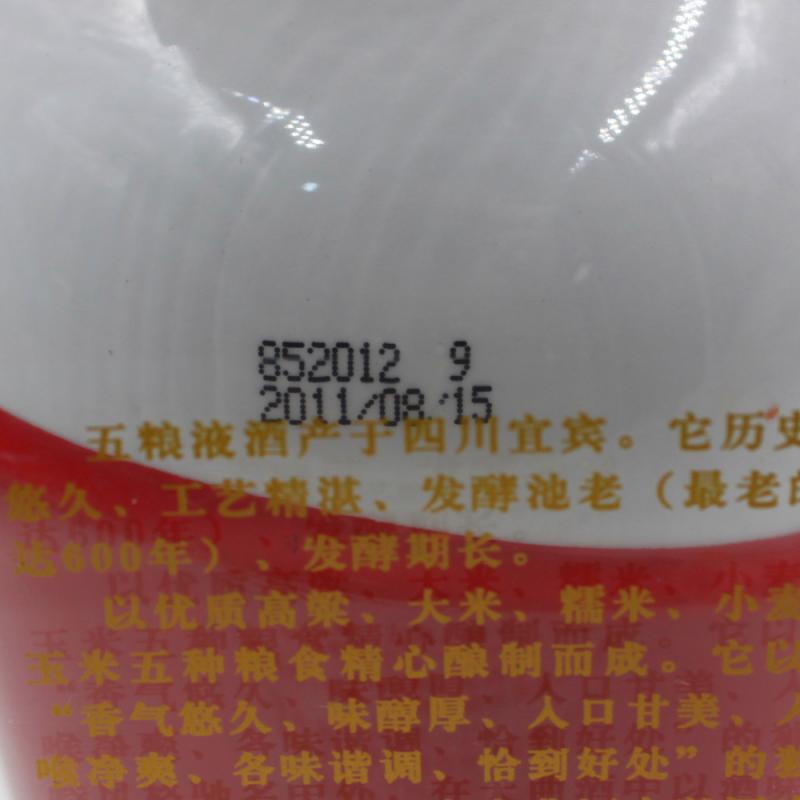 852012 9
2011/08/15
五粮液酒产于四川宜宾。它历史
悠久、工艺精湛、发酵池老（最老的
达600年）、发酵期长。
以优质高粱、大米、糯米、小麦
玉米五种粮食精心酿制而成。它以
“香气悠久、味醇厚、入口甘美、
喉净爽、各味谐调、恰到好处”的